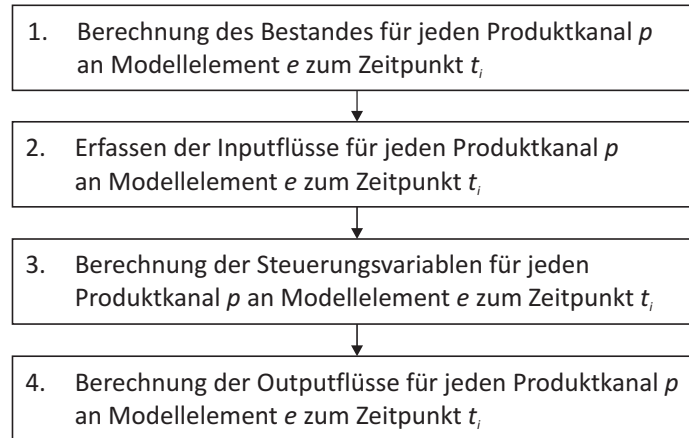 1. Berechnung des Bestandes für jeden Produktkanal p
an Modellelement e zum Zeitpunkt ti
2. Erfassen der Inputflüsse für jeden Produktkanal p
an Modellelement e zum Zeitpunkt ti
3. Berechnung der Steuerungsvariablen für jeden
Produktkanal p an Modellelement e zum Zeitpunkt ti
4. Berechnung der Outputflüsse für jeden Produktkanal p
an Modellelement e zum Zeitpunkt ti